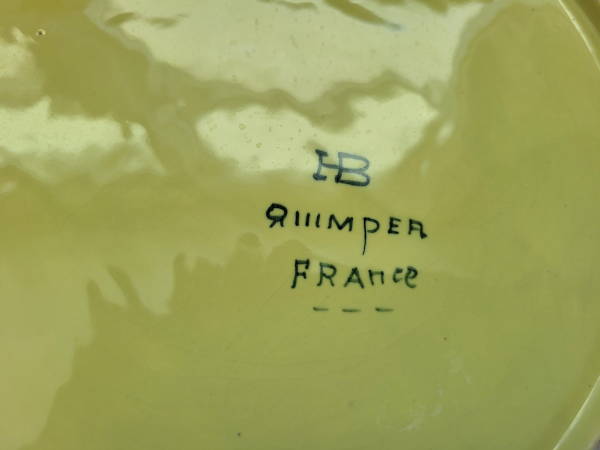 HB
QUIMPER
FRANCE
- - -